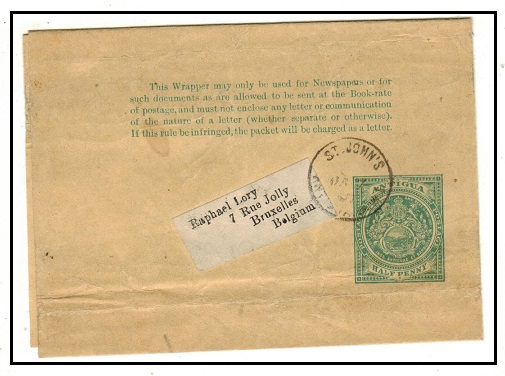 This Wrapper may only be used for Newspapers or for
such documents as are allowed to be sent at the Book-rate
of postage, and must not enclose any letter or communication
of the nature of a letter (whether separate or otherwise).
If this rule be infringed, the packet will be charged as a letter.
ST. JOHN'S
Raphael Lory
7 Rue Jolly
Bruxelles
Belgium
ANTIGUA
HALF PENNY